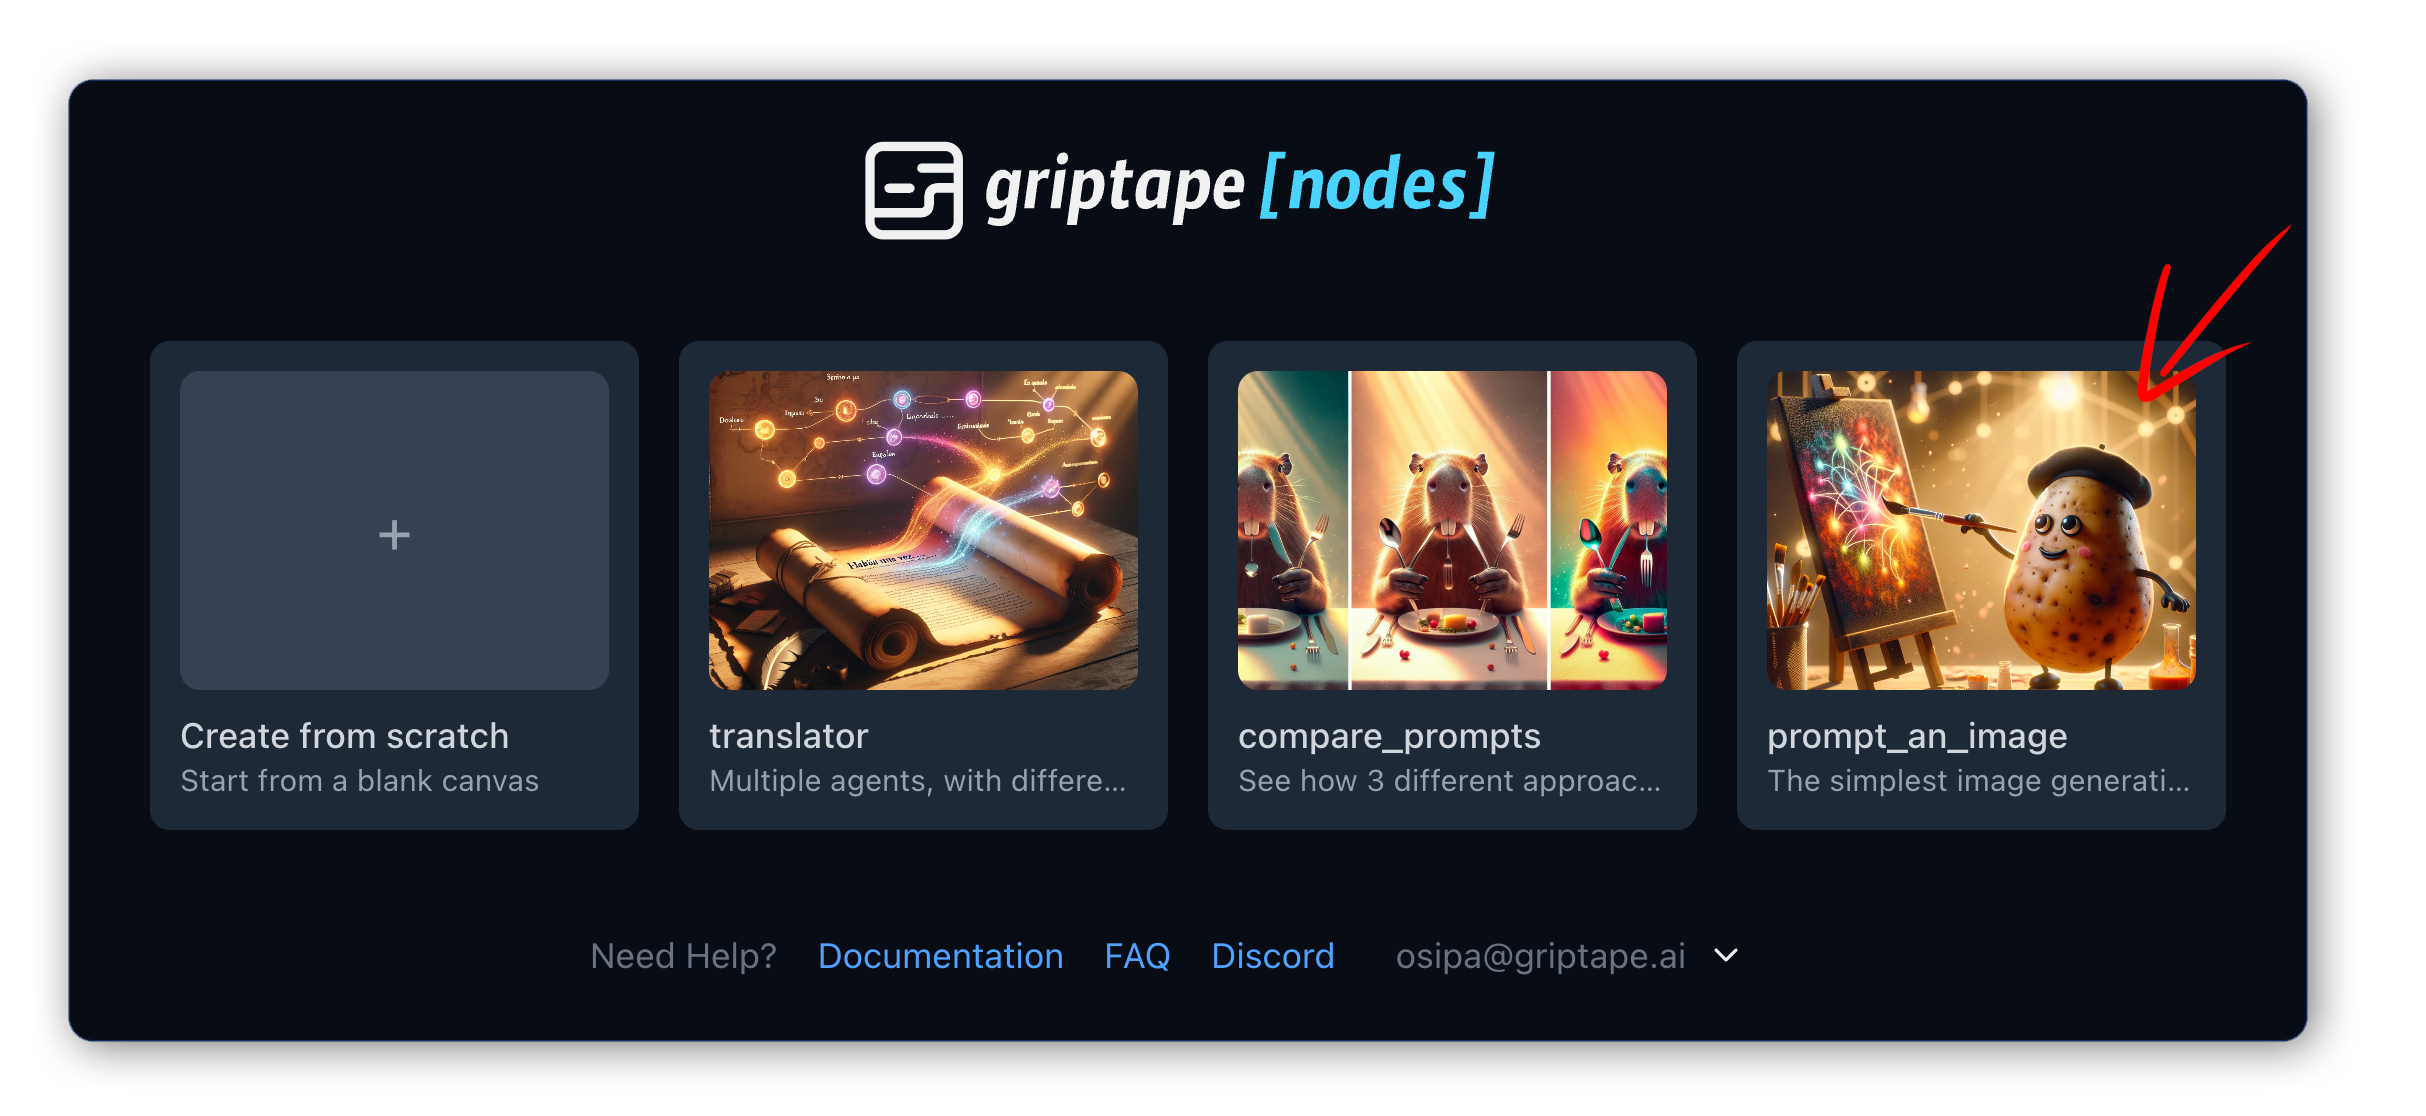 griptape [nodes]
Create from scratch
Start from a blank canvas
translator
Multiple agents, with differe...
compare_prompts
See how 3 different approac...
prompt_an_image
The simplest image generati...
Need Help? Documentation FAQ Discord osipa@griptape.ai